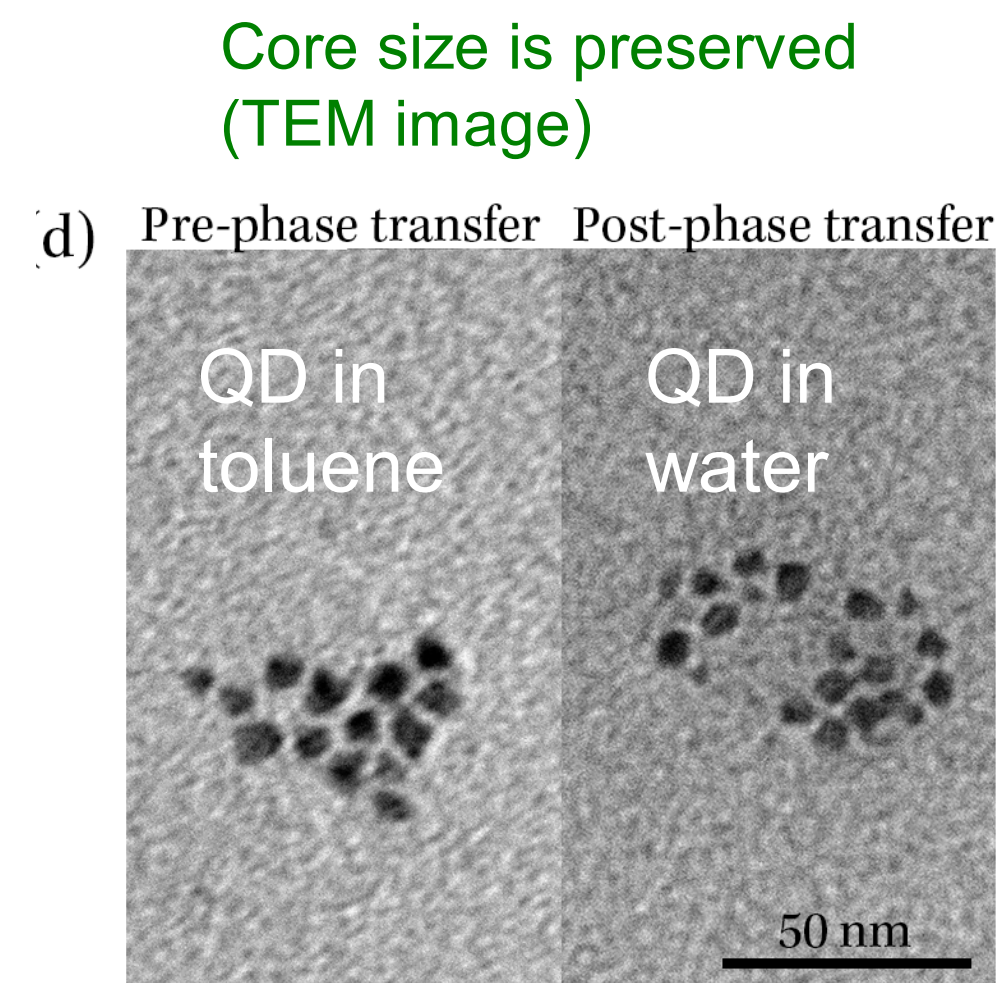 Core size is preserved
(TEM image)
(d) Pre-phase transfer Post-phase transfer
QD in
toluene
QD in
water
50 nm